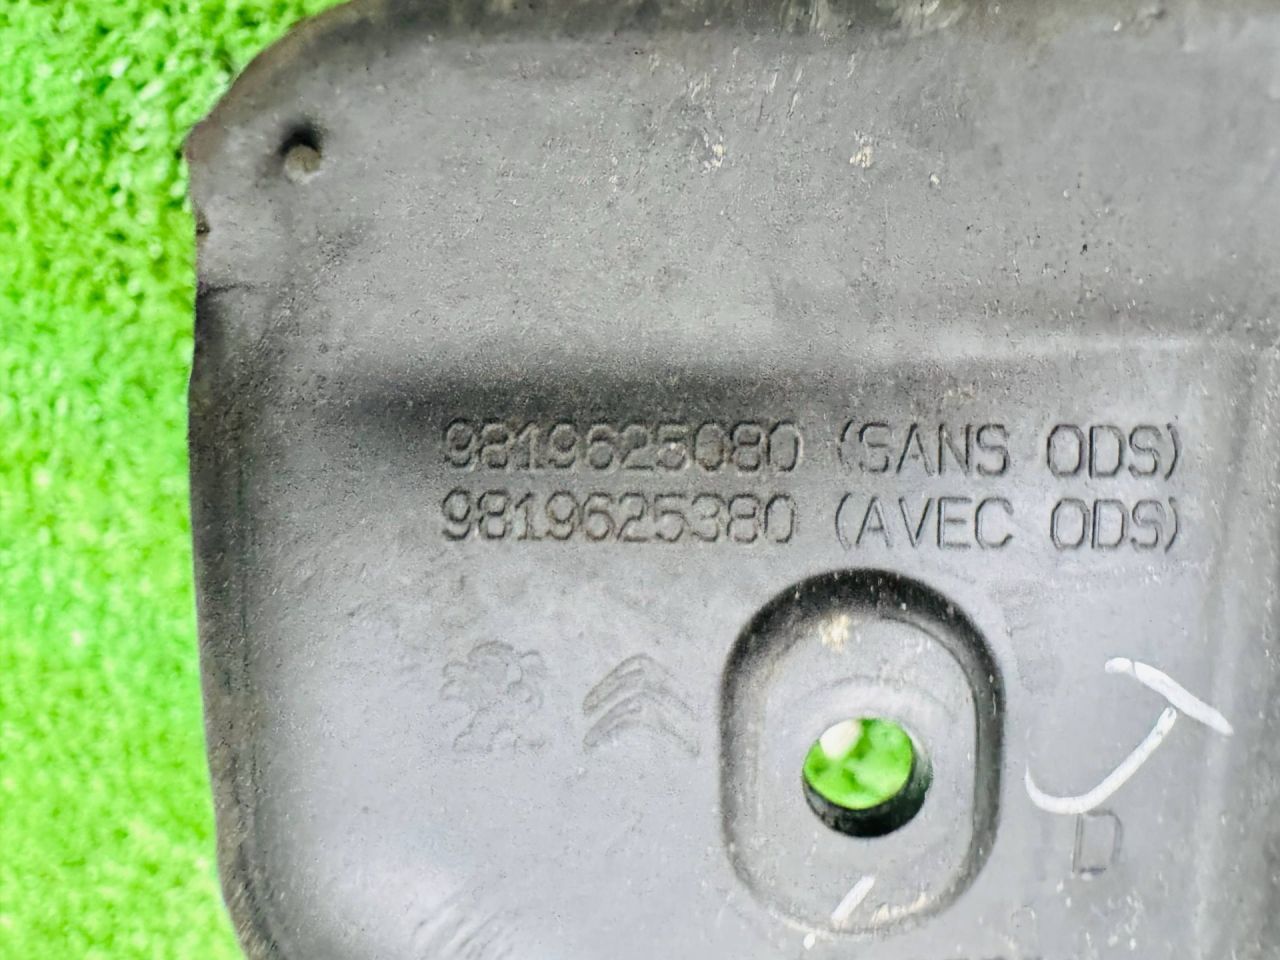 9819625080 (SANS ODS)
9819625380 (AVEC ODS)
J
D